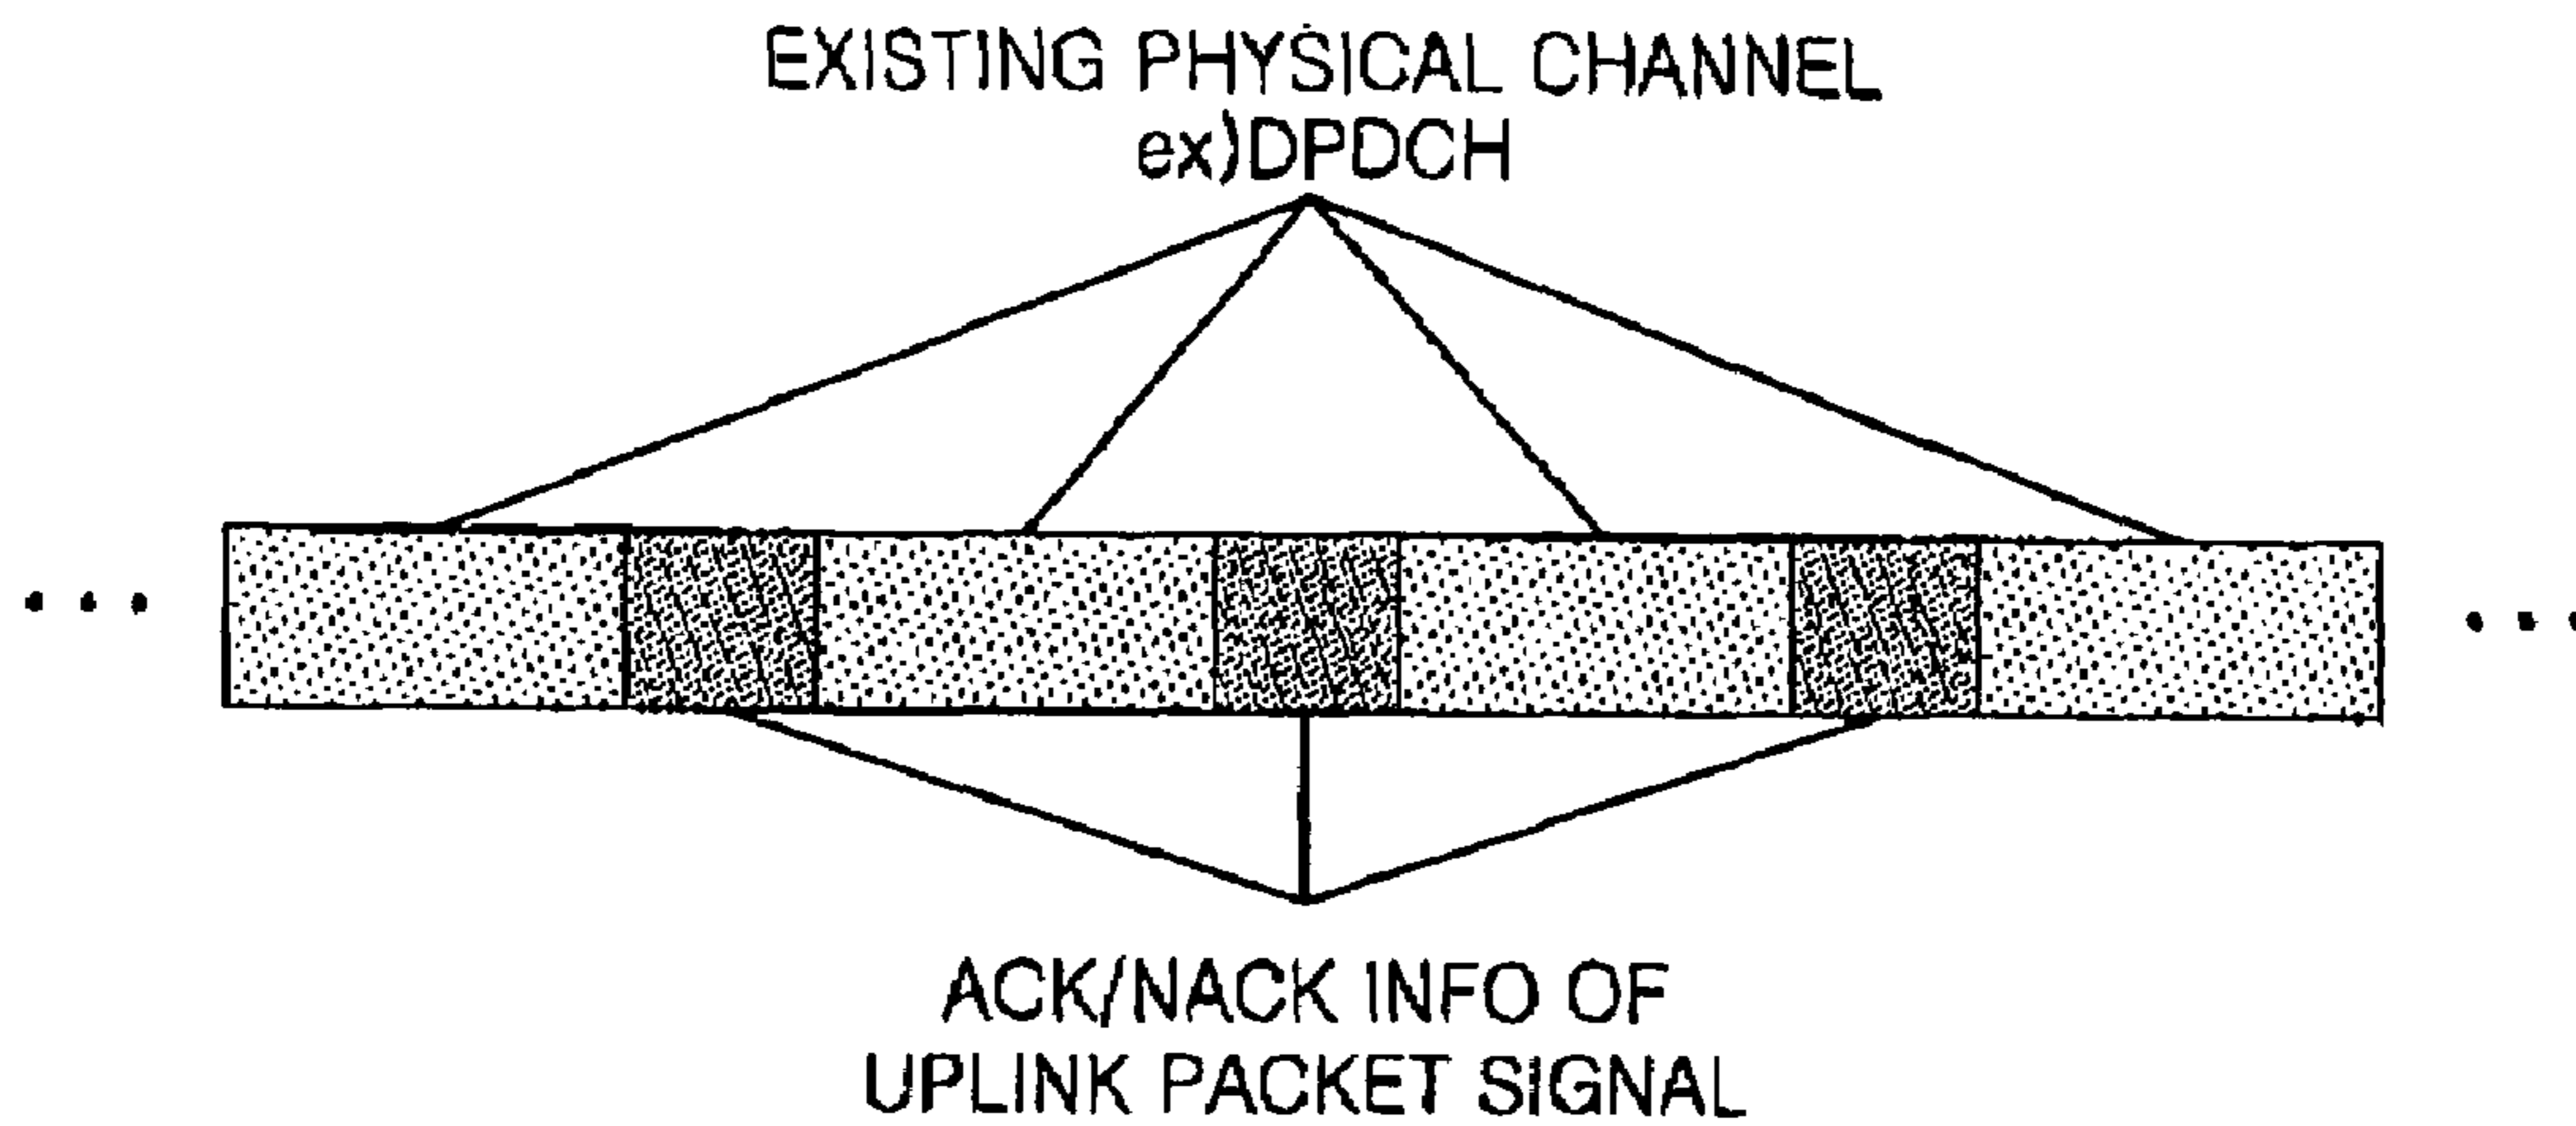 EXISTING PHYSICAL CHANNEL
ex)DPDCH
ACK/NACK INFO OF
UPLINK PACKET SIGNAL